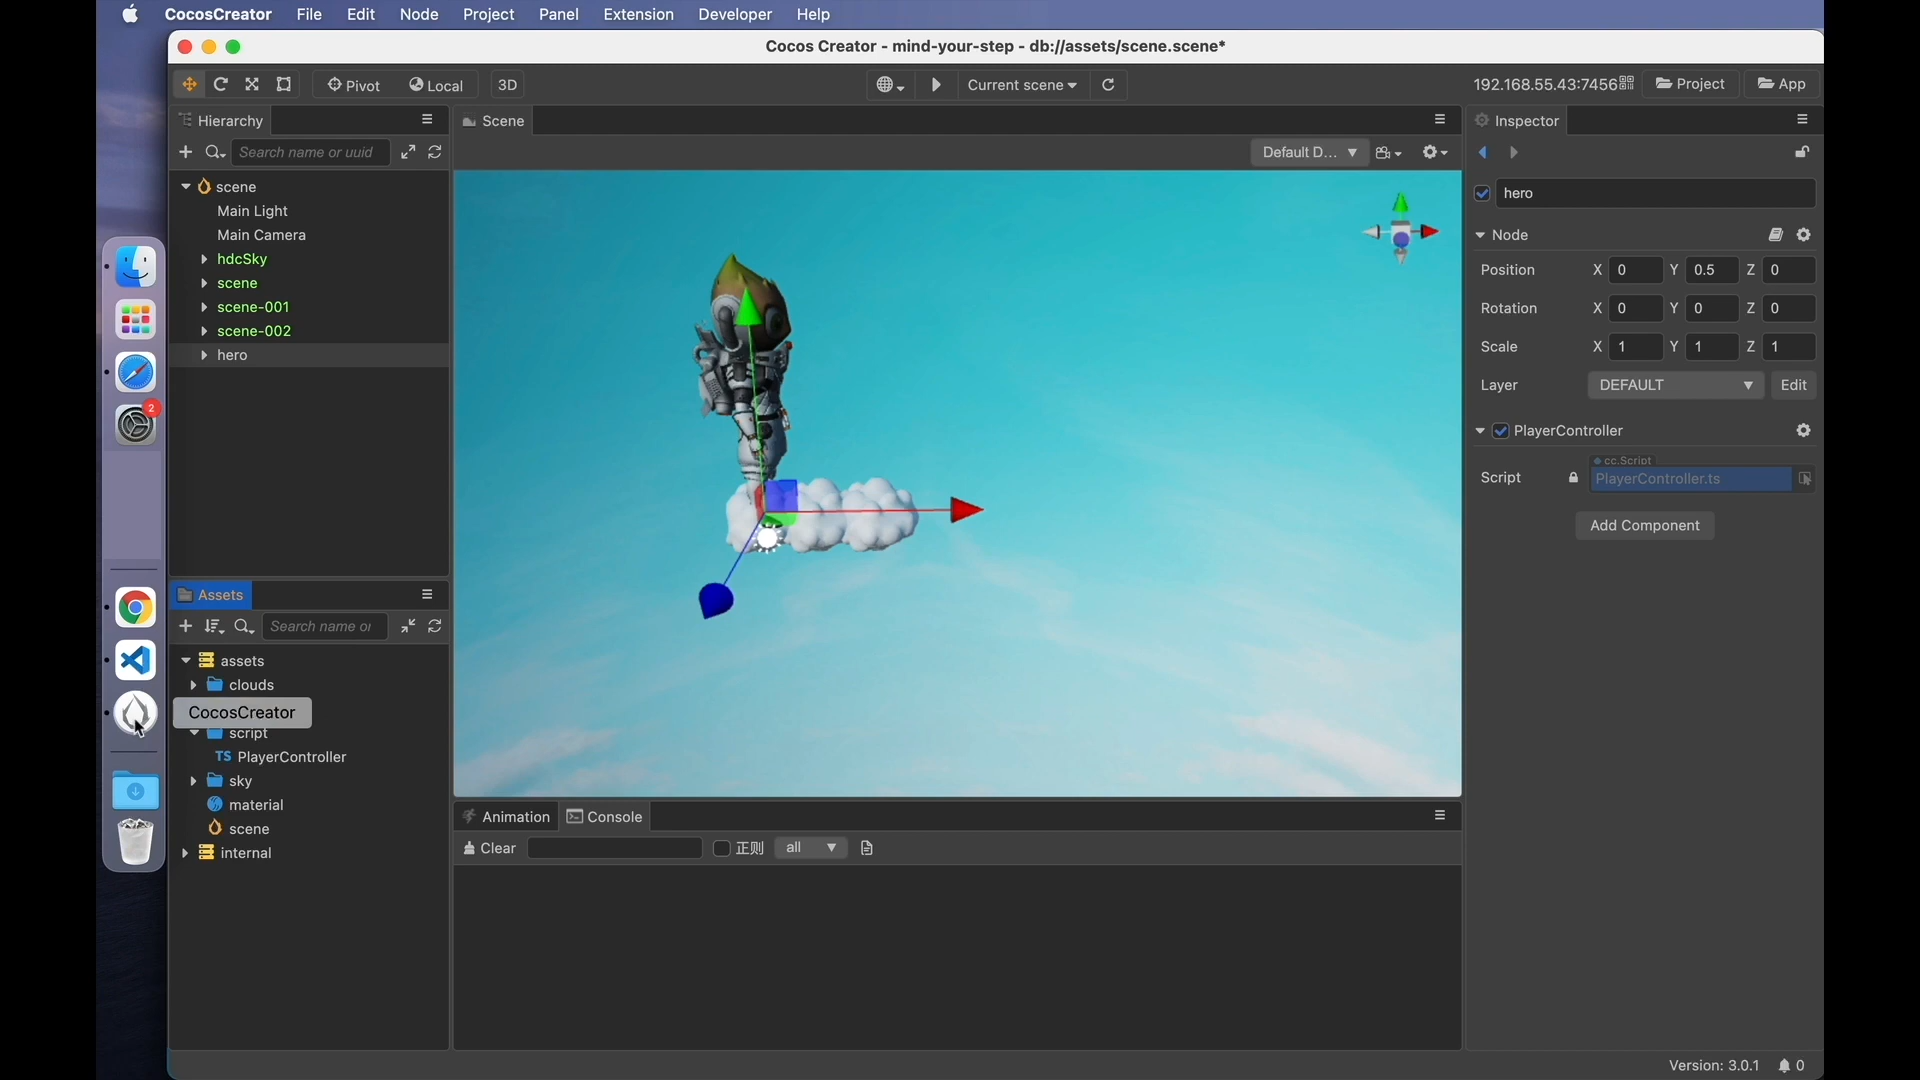 CocosCreator File Edit Node Project Panel Extension Developer Help
Cocos Creator - mind-your-step - db://assets/scene.scene*
Pivot Local 3D Current scene 192.168.55.43:7456 Project App
Hierarchy
Search name or uuid
scene
Main Light
Main Camera
hdcSky
scene
scene-001
scene-002
hero
2
Assets
Search name or
assets
clouds
CocosCreator
script
TS PlayerController
sky
material
scene
internal
Scene
Default D...
Animation Console
Clear 正则 all
Inspector
hero
Node
Position X 0 Y 0.5 Z 0
Rotation X 0 Y 0 Z 0
Scale X 1 Y 1 Z 1
Layer DEFAULT Edit
PlayerController
cc.Script
Script PlayerController.ts
Add Component
Version: 3.0.1 0